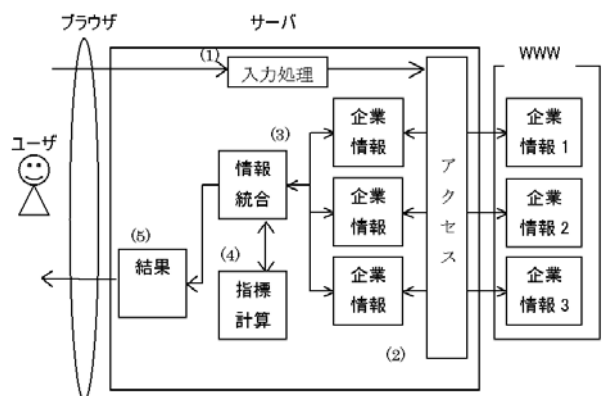 ブラウザ
サーバ
WWW
(1)
入力処理
ユーザ
(3)
企業
情報
企業
情報 1
情報
統合
企業
情報
企業
情報 2
アクセス
(5)
結果
(4)
指標
計算
企業
情報
企業
情報 3
(2)